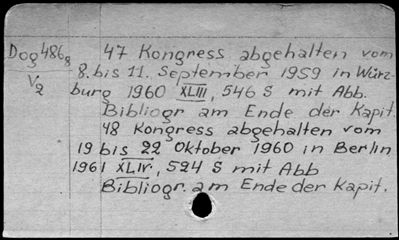 Dog 486g 47 Kongress abgehalten vom
V2 8. bis 11. September 1959 in Würz-
burg 1960 XLIII, 546 S mit Abb.
Bibliogr am Ende der Kapit.
48 Kongress abgehalten vom
19 bis 22 Oktober 1960 in Berlin
1961 XLIV, 594 S mit Abb
Bibliogr. am Ende der Kapit.